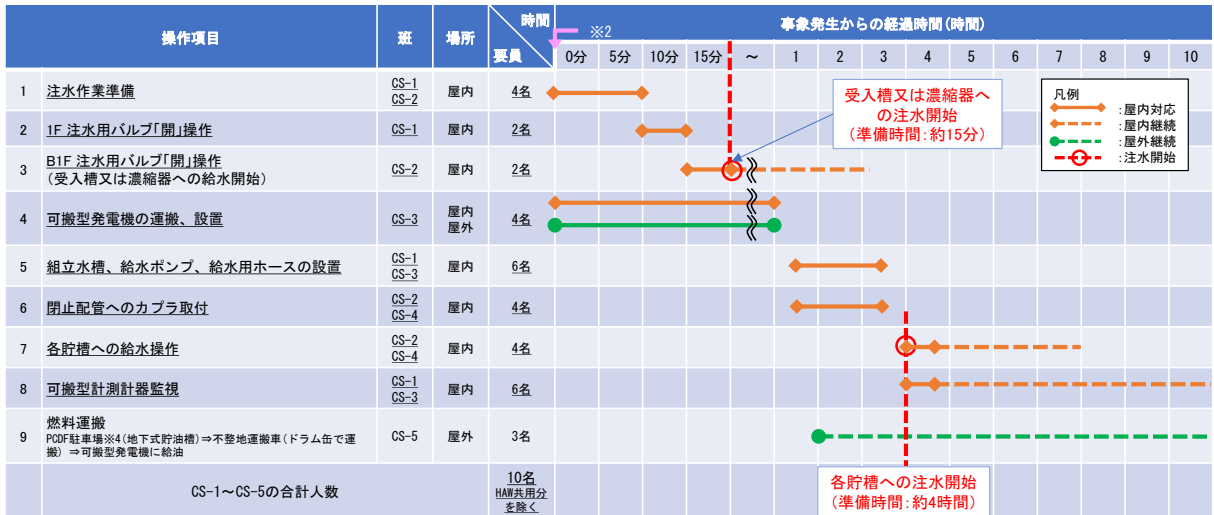 操作項目
班
場所
時間
要員
※2
事象発生からの経過時間(時間)
0分 5分 10分 15分 ～ 1 2 3 4 5 6 7 8 9 10
1 注水作業準備 CS-1 CS-2 屋内 4名
2 1F 注水用バルブ「開」操作 CS-1 屋内 2名
3 B1F 注水用バルブ「開」操作
(受入槽又は濃縮器への給水開始) CS-2 屋内 2名
4 可搬型発電機の運搬、設置 CS-3 屋内 屋外 4名
5 組立水槽、給水ポンプ、給水用ホースの設置 CS-1 CS-3 屋内 6名
6 閉止配管へのカプラ取付 CS-2 CS-4 屋内 4名
7 各貯槽への給水操作 CS-2 CS-4 屋内 4名
8 可搬型計測計器監視 CS-1 CS-3 屋内 6名
9 燃料運搬
PCDF駐車場※4(地下式貯油槽)⇒不整地運搬車(ドラム缶で運
搬) ⇒可搬型発電機に給油 CS-5 屋外 3名
CS-1～CS-5の合計人数
10名
HAW共用分
を除く
受入槽又は濃縮器へ
の注水開始
(準備時間:約15分)
凡例
:屋内対応
:屋内継続
:屋外継続
:注水開始
各貯槽への注水開始
(準備時間:約4時間)